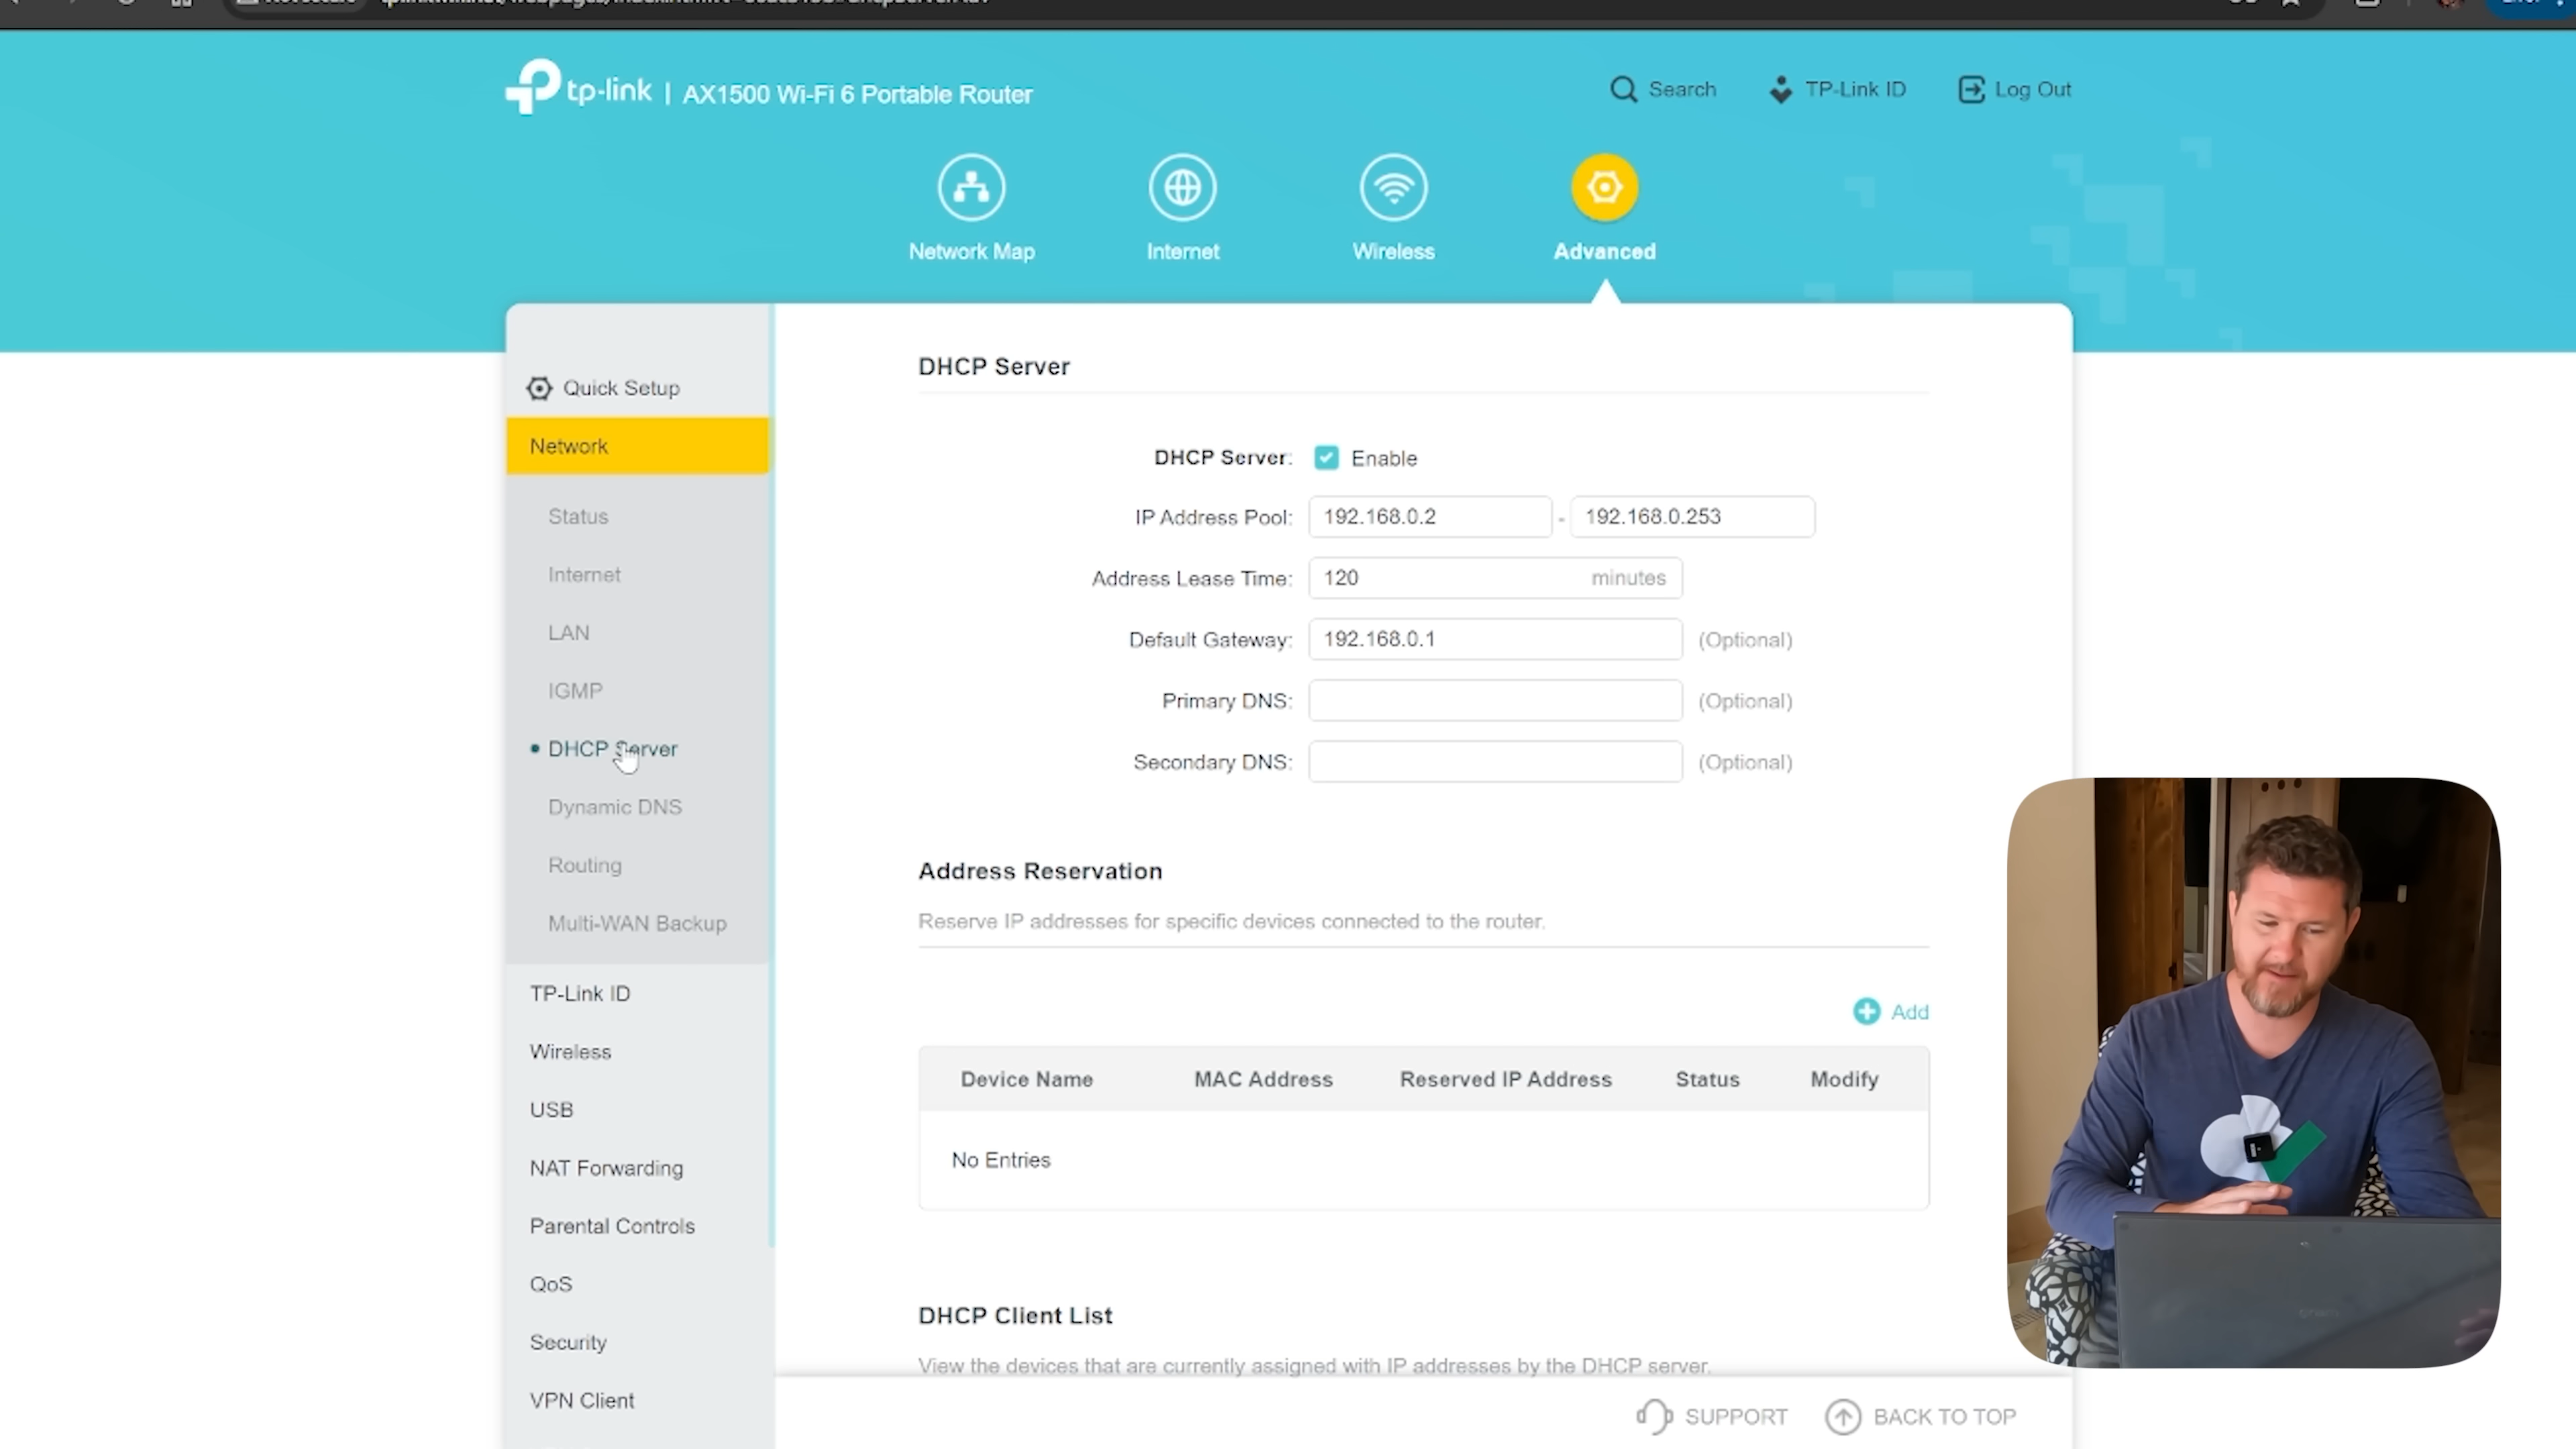 tp-link | AX1500 Wi-Fi 6 Portable Router
Search
TP-Link ID
Log Out
Network Map
Internet
Wireless
Advanced
Quick Setup
Network
Status
Internet
LAN
IGMP
DHCP Server
Dynamic DNS
Routing
Multi-WAN Backup
TP-Link ID
Wireless
USB
NAT Forwarding
Parental Controls
QoS
Security
VPN Client
DHCP Server
DHCP Server: Enable
IP Address Pool: 192.168.0.2 - 192.168.0.253
Address Lease Time: 120 minutes
Default Gateway: 192.168.0.1 (Optional)
Primary DNS: (Optional)
Secondary DNS: (Optional)
Address Reservation
Reserve IP addresses for specific devices connected to the router.
Add
Device Name MAC Address Reserved IP Address Status Modify
No Entries
DHCP Client List
View the devices that are currently assigned with IP addresses by the DHCP server.
SUPPORT
BACK TO TOP